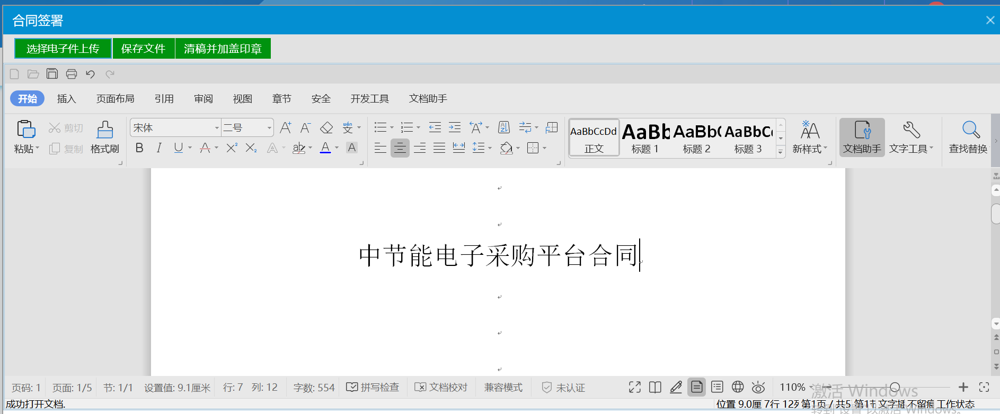 合同签署
选择电子件上传 保存文件 清稿并加盖印章
开始 插入 页面布局 引用 审阅 视图 章节 安全 开发工具 文档助手
粘贴 剪切 复制 格式刷 宋体 二号 wén 文
AaBbCcDd AaBb AaBb AaBbC
正文 标题 1 标题 2 标题 3 新样式 文档助手 文字工具 查找替换
中节能电子采购平台合同
页码: 1 页面: 1/5 节: 1/1 设置值: 9.1厘米 行: 7 列: 12 字数: 554 拼写检查 文档校对 兼容模式 未认证 110%
激活 Windows
成功打开文档. 位置 9.0厘 7行 12列 第1页 / 共5 第1节 文字插 不留痕 工作状态
转到"设置"以激活 Windows。